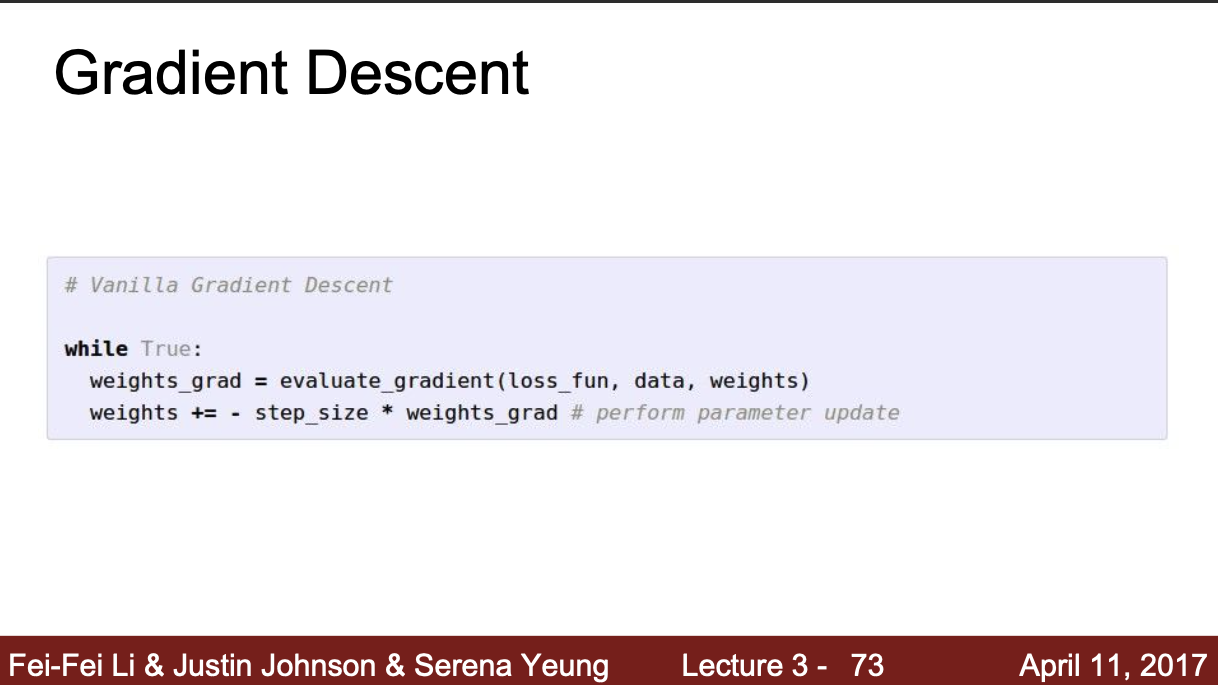 Gradient Descent
# Vanilla Gradient Descent
while True:
weights_grad = evaluate_gradient(loss_fun, data, weights)
weights += - step_size * weights_grad # perform parameter update
Fei-Fei Li & Justin Johnson & Serena Yeung Lecture 3 - 73 April 11, 2017